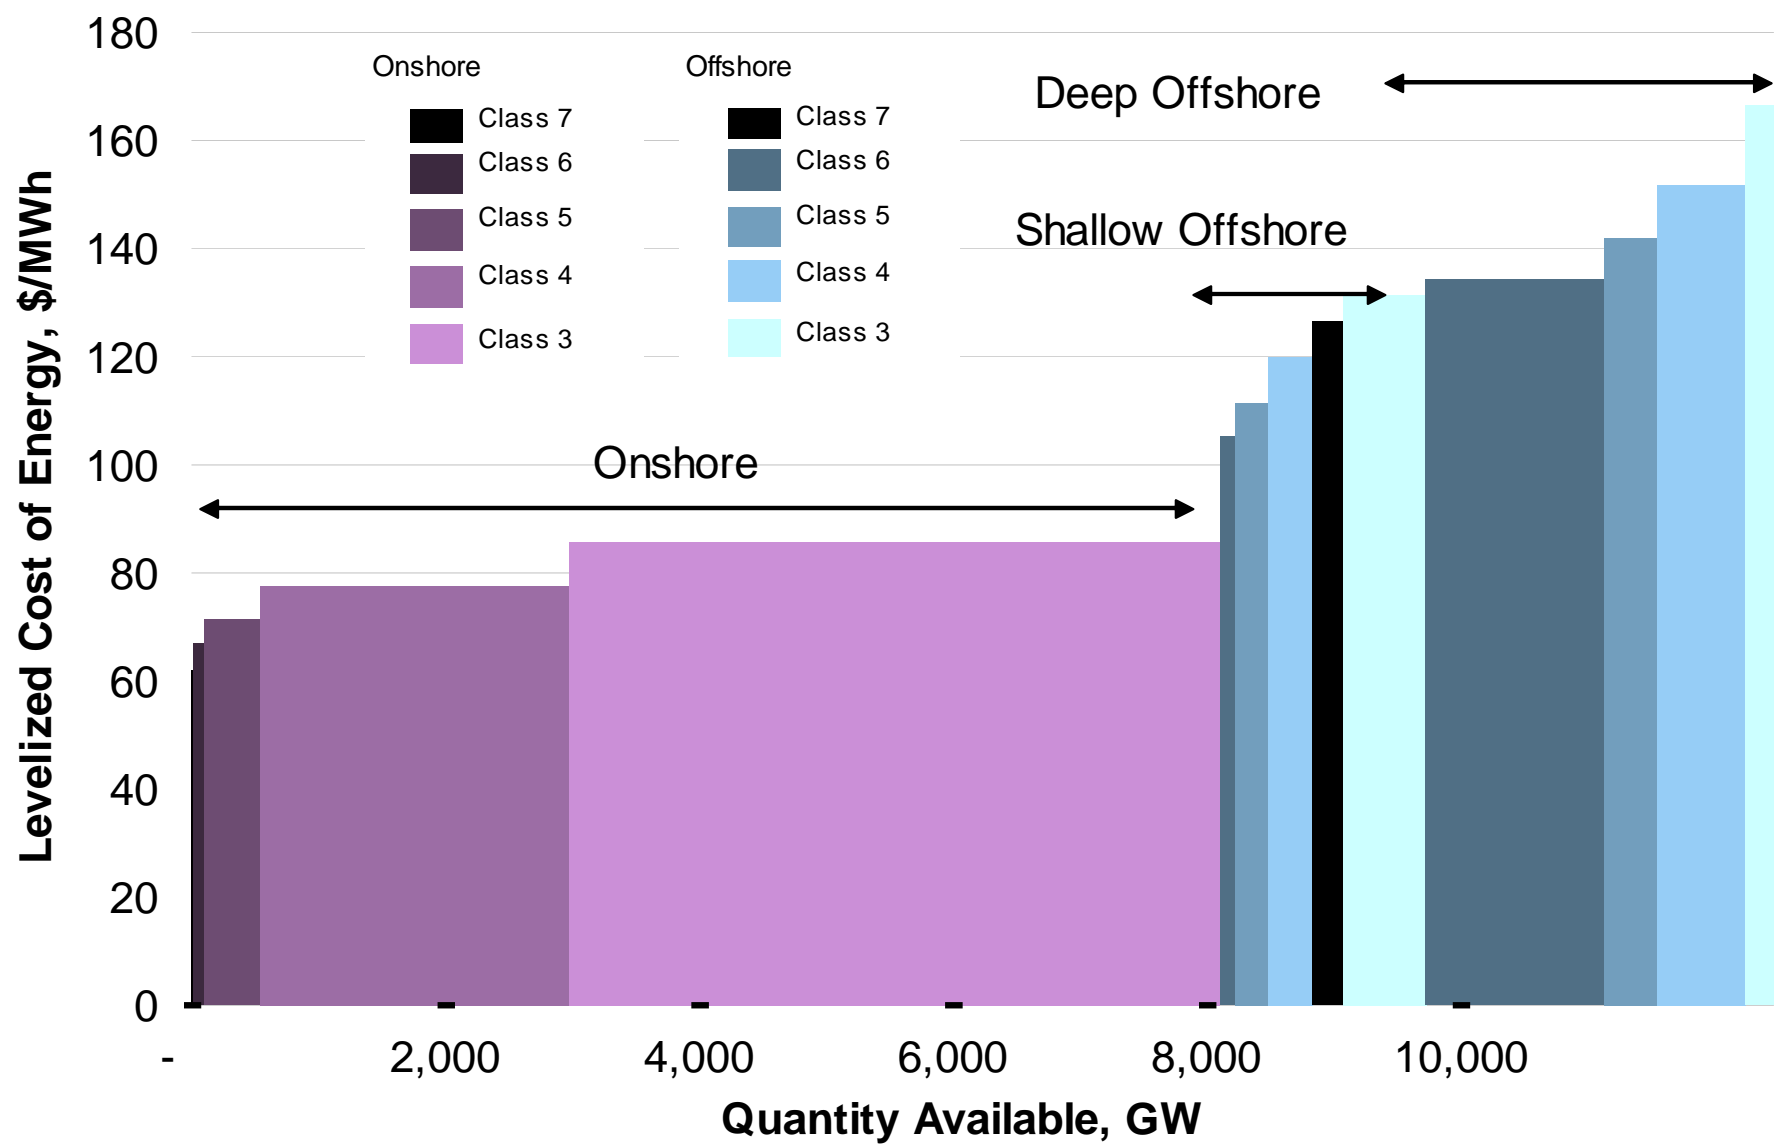 180
160
140
120
100
80
60
40
20
0
Levelized Cost of Energy, $/MWh
Onshore
Class 7
Class 6
Class 5
Class 4
Class 3
Offshore
Class 7
Class 6
Class 5
Class 4
Class 3
Deep Offshore
Shallow Offshore
Onshore
- 2,000 4,000 6,000 8,000 10,000
Quantity Available, GW